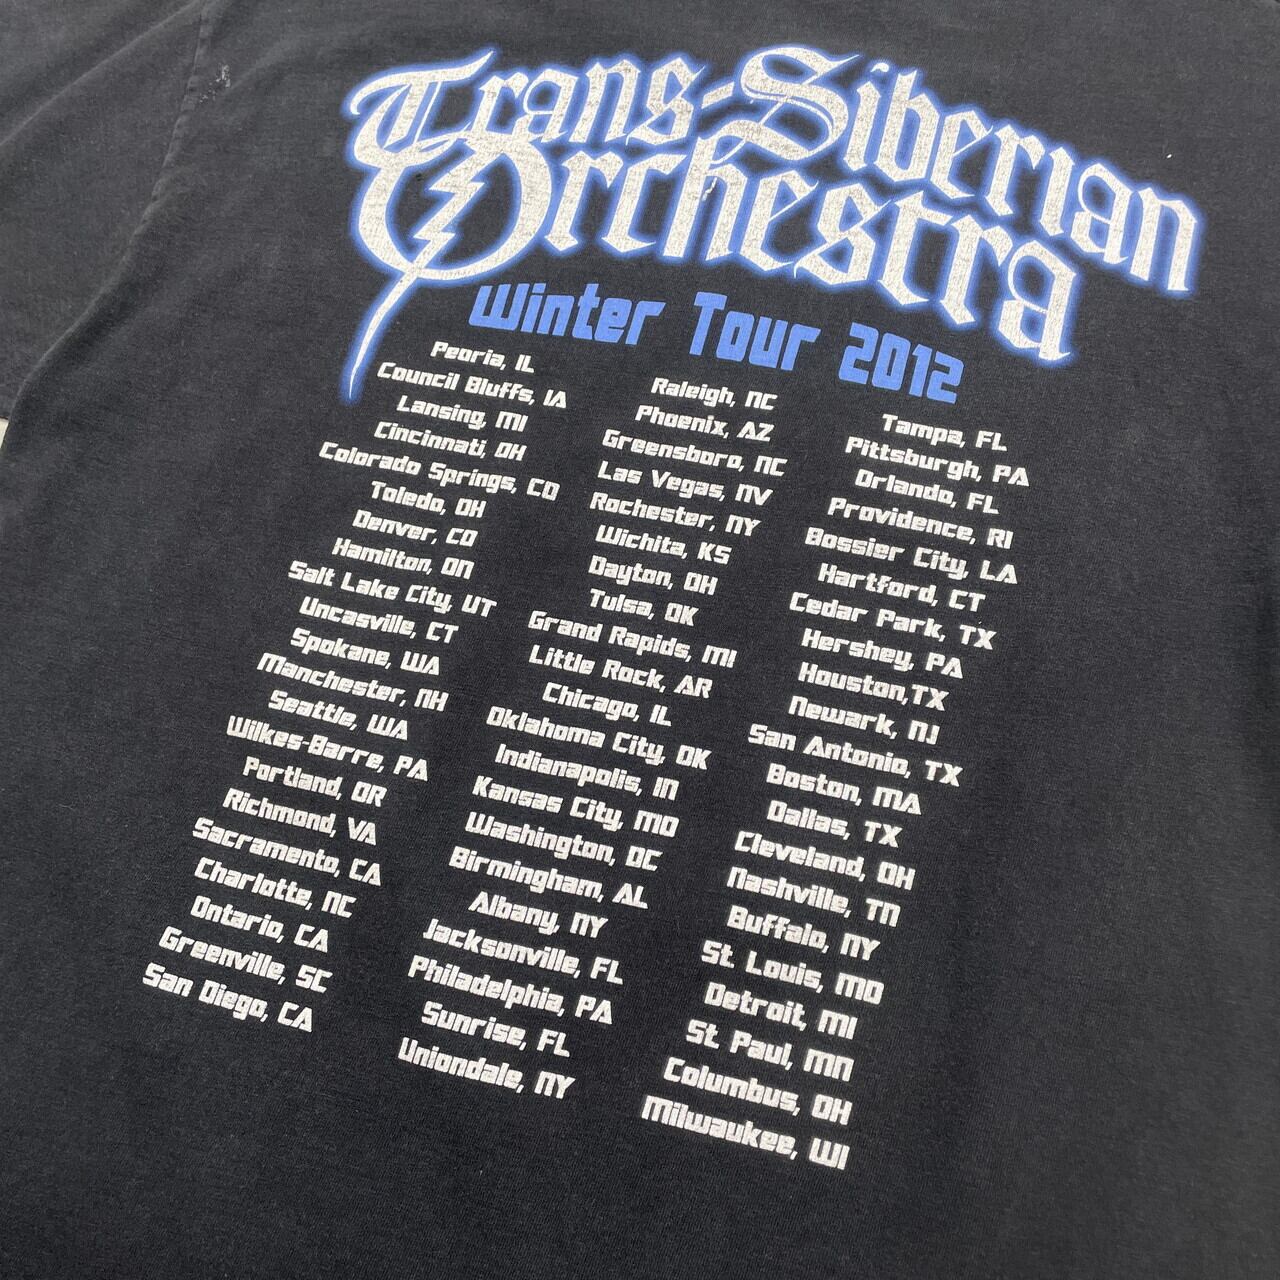 Trans-Siberian
Orchestra
Winter Tour 2012
Peoria, IL
Council Bluffs, IA
Lansing, MI
Cincinnati, OH
Colorado Springs, CO
Toledo, OH
Denver, CO
Hamilton, ON
Salt Lake City, UT
Uncasville, CT
Spokane, WA
Manchester, NH
Seattle, WA
Wilkes-Barre, PA
Portland, OR
Richmond, VA
Sacramento, CA
Charlotte, NC
Ontario, CA
Greenville, SC
San Diego, CA
Raleigh, NC
Phoenix, AZ
Greensboro, NC
Las Vegas, NV
Rochester, NY
Wichita, KS
Dayton, OH
Tulsa, OK
Grand Rapids, MI
Little Rock, AR
Chicago, IL
Oklahoma City, OK
Indianapolis, IN
Kansas City, MO
Washington, DC
Birmingham, AL
Albany, NY
Jacksonville, FL
Philadelphia, PA
Sunrise, FL
Uniondale, NY
Tampa, FL
Pittsburgh, PA
Orlando, FL
Providence, RI
Bossier City, LA
Hartford, CT
Cedar Park, TX
Hershey, PA
Houston,TX
Newark, NJ
San Antonio, TX
Boston, MA
Dallas, TX
Cleveland, OH
Nashville, TN
Buffalo, NY
St. Louis, MO
Detroit, MI
St. Paul, MN
Columbus, OH
Milwaukee, WI